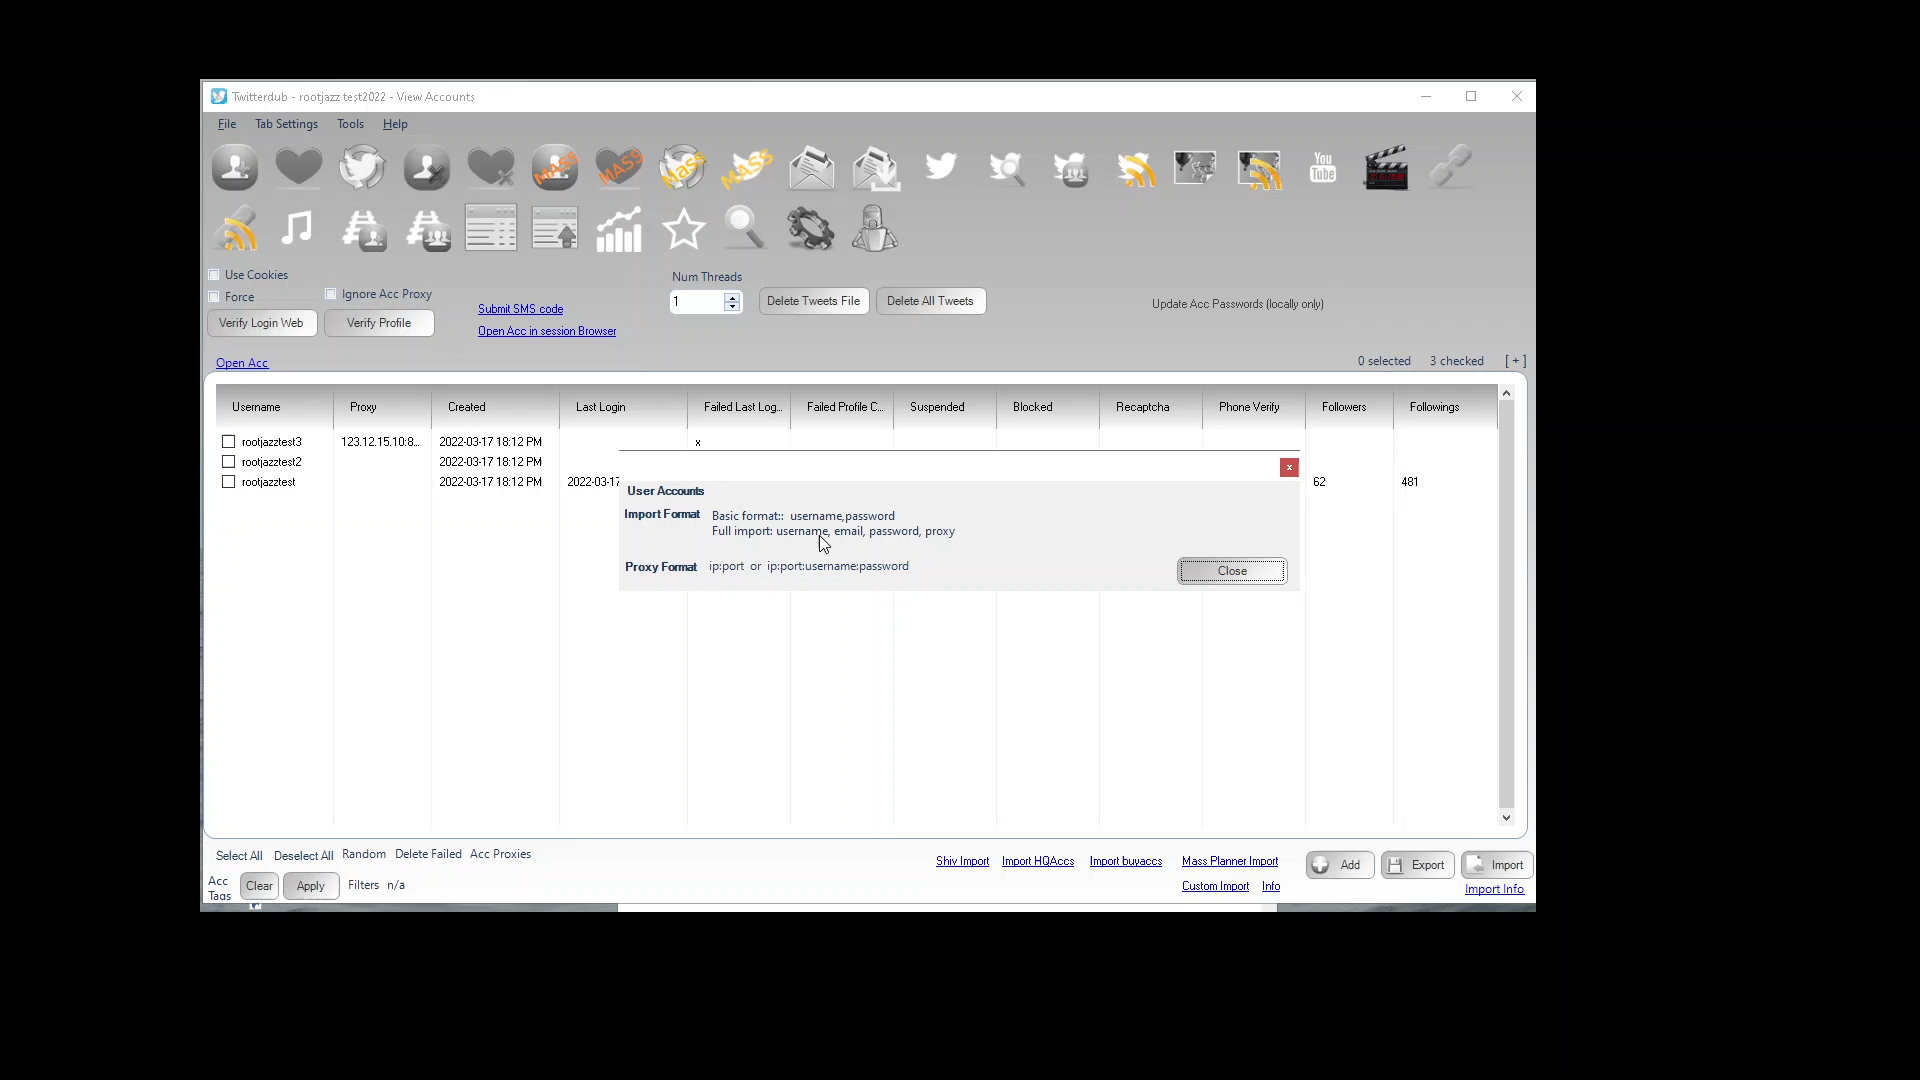 Twitterdub - rootjazz test2022 - View Accounts
File Tab Settings Tools Help
MASS MASS MASS MASS You Tube
Use Cookies
Force
Ignore Acc Proxy
Verify Login Web Verify Profile
Submit SMS code
Open Acc in session Browser
Num Threads
1
Delete Tweets File Delete All Tweets
Update Acc Passwords (locally only)
Open Acc
0 selected 3 checked [ + ]
Username Proxy Created Last Login Failed Last Log... Failed Profile C... Suspended Blocked Recaptcha Phone Verify Followers Followings
rootjazztest3 123.12.15.10:8... 2022-03-17 18:12 PM x
rootjazztest2 2022-03-17 18:12 PM
rootjazztest 2022-03-17 18:12 PM 2022-03-17 62 481
x
User Accounts
Import Format Basic format:: username,password
Full import: username, email, password, proxy
Proxy Format ip:port or ip:port:username:password
Close
Select All Deselect All Random Delete Failed Acc Proxies
Acc Tags Clear Apply Filters n/a
Shiv Import Import HQAccs Import buyaccs Mass Planner Import
Custom Import Info
Add Export Import
Import Info